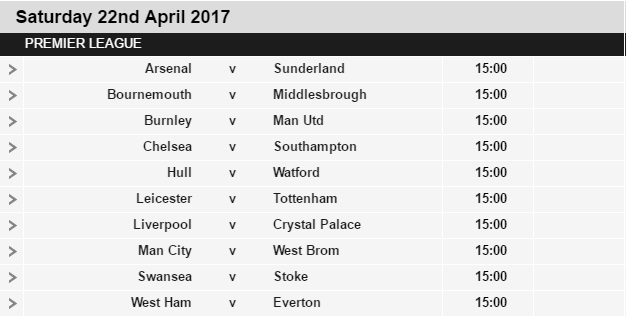 Saturday 22nd April 2017
PREMIER LEAGUE
Arsenal v Sunderland 15:00
Bournemouth v Middlesbrough 15:00
Burnley v Man Utd 15:00
Chelsea v Southampton 15:00
Hull v Watford 15:00
Leicester v Tottenham 15:00
Liverpool v Crystal Palace 15:00
Man City v West Brom 15:00
Swansea v Stoke 15:00
West Ham v Everton 15:00